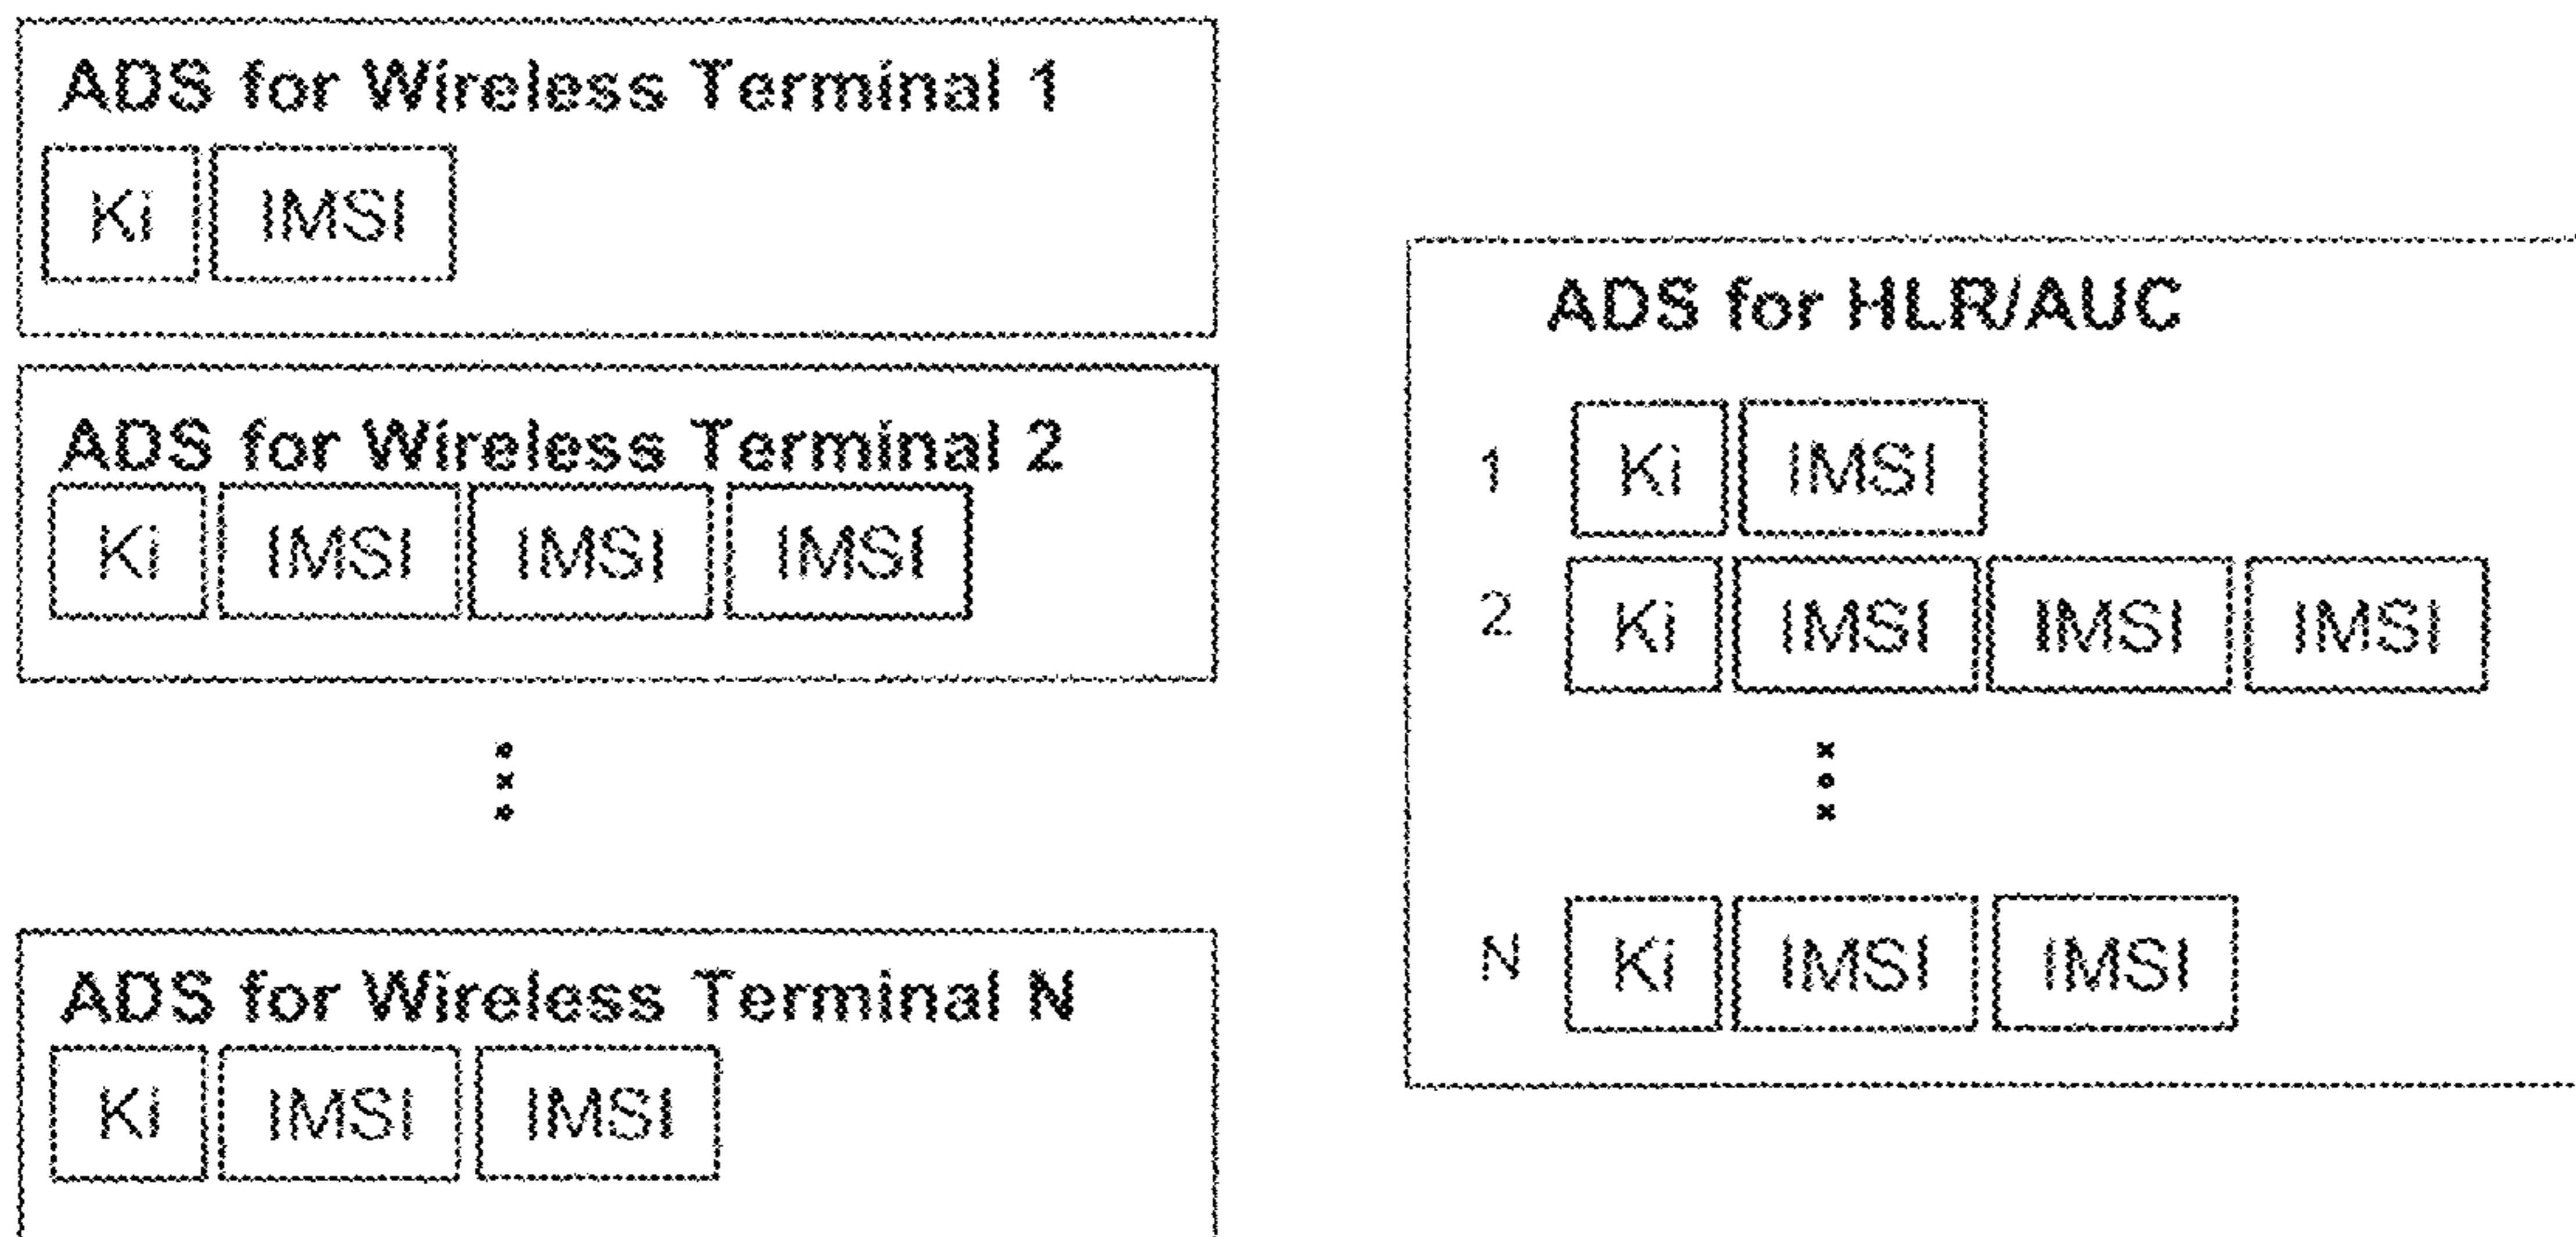 ADS for Wireless Terminal 1
Ki IMSI
ADS for Wireless Terminal 2
Ki IMSI IMSI IMSI
ADS for Wireless Terminal N
Ki IMSI IMSI
ADS for HLR/AUC
1 Ki IMSI
2 Ki IMSI IMSI IMSI
N Ki IMSI IMSI